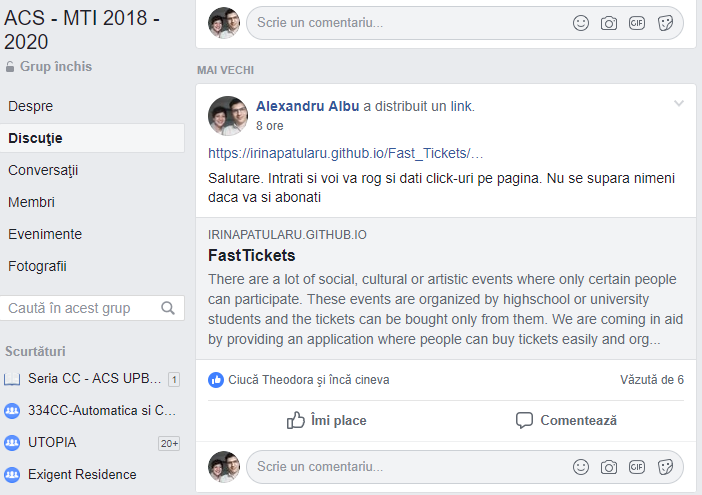 ACS - MTI 2018 -
2020
Grup închis
Despre
Discuţie
Conversaţii
Membri
Evenimente
Fotografii
Caută în acest grup
Scurtături
Seria CC - ACS UPB... 1
334CC-Automatica si C...
UTOPIA 20+
Exigent Residence
Scrie un comentariu...
GIF
MAI VECHI
Alexandru Albu a distribuit un link.
8 ore
https://irinapatularu.github.io/Fast_Tickets/...
Salutare. Intrati si voi va rog si dati click-uri pe pagina. Nu se supara nimeni
daca va si abonati
IRINAPATULARU.GITHUB.IO
FastTickets
There are a lot of social, cultural or artistic events where only certain people
can participate. These events are organized by highschool or university
students and the tickets can be bought only from them. We are coming in aid
by providing an application where people can buy tickets easily and org...
Ciucă Theodora şi încă cineva Văzută de 6
Îmi place Comentează
Scrie un comentariu...
GIF